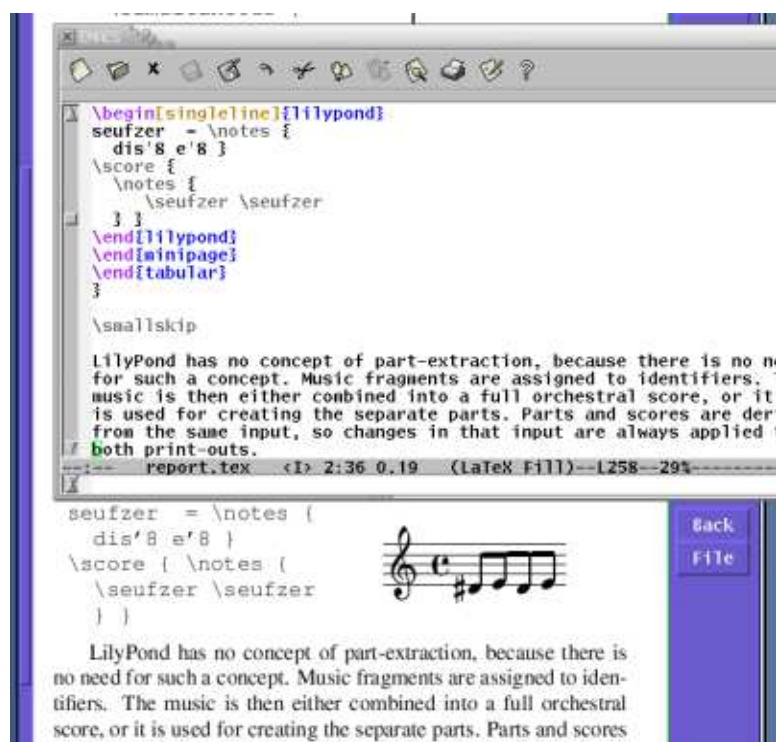 \begin[singleline]{lilypond}
seufzer = \notes {
dis'8 e'8 }
\score {
\notes {
\seufzer \seufzer
} }
\end{lilypond}
\end{minipage}
\end{tabular}
}
\smallskip
LilyPond has no concept of part-extraction, because there is no
for such a concept. Music fragments are assigned to identifiers.
music is then either combined into a full orchestral score, or it
is used for creating the separate parts. Parts and scores are
from the same input, so changes in that input are always applied
both print-outs.
--:-- report.tex <I> 2:36 0.19 (LaTeX Fill)--L258--29%--------
seufzer = \notes {
dis'8 e'8 }
\score { \notes {
\seufzer \seufzer
} }
Back
File
LilyPond has no concept of part-extraction, because there is
no need for such a concept. Music fragments are assigned to iden-
tifiers. The music is then either combined into a full orchestral
score, or it is used for creating the separate parts. Parts and scores